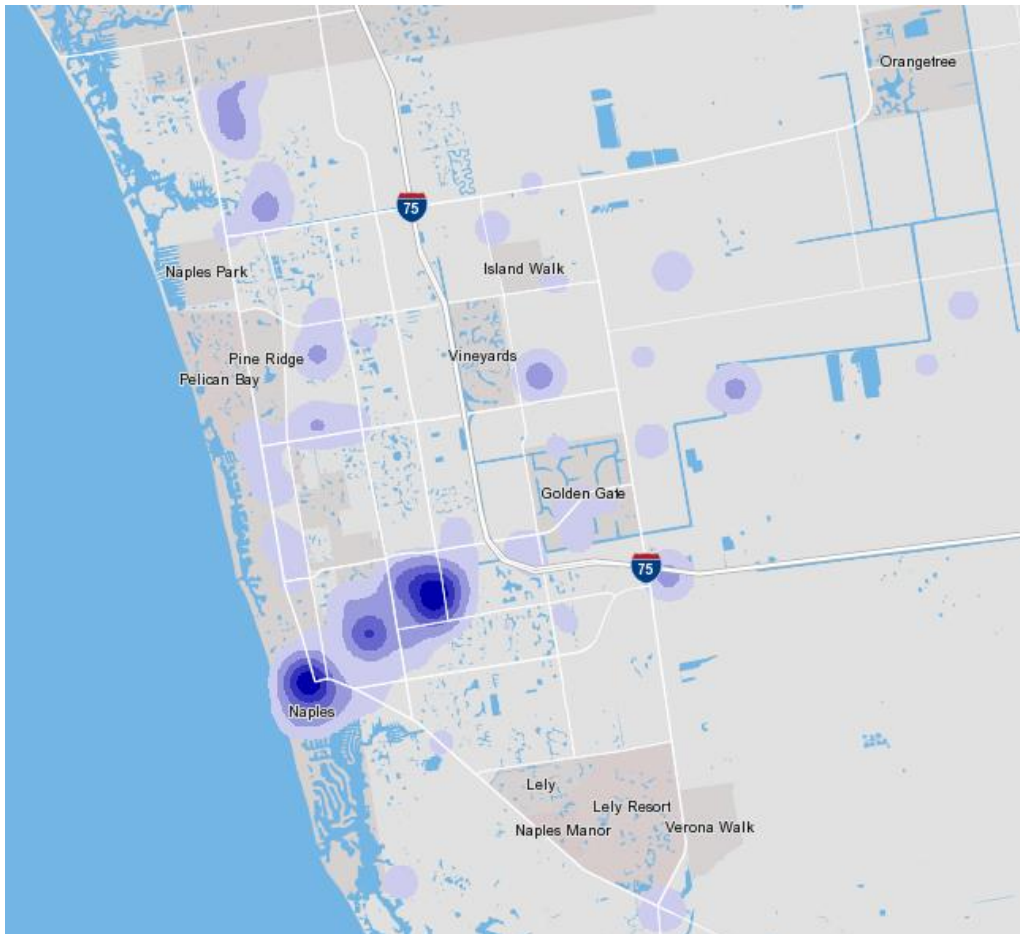 Orangetree
75
Naples Park
Island Walk
Pine Ridge
Vineyards
Pelican Bay
Golden Gate
75
Naples
Lely
Lely Resort
Naples Manor
Verona Walk